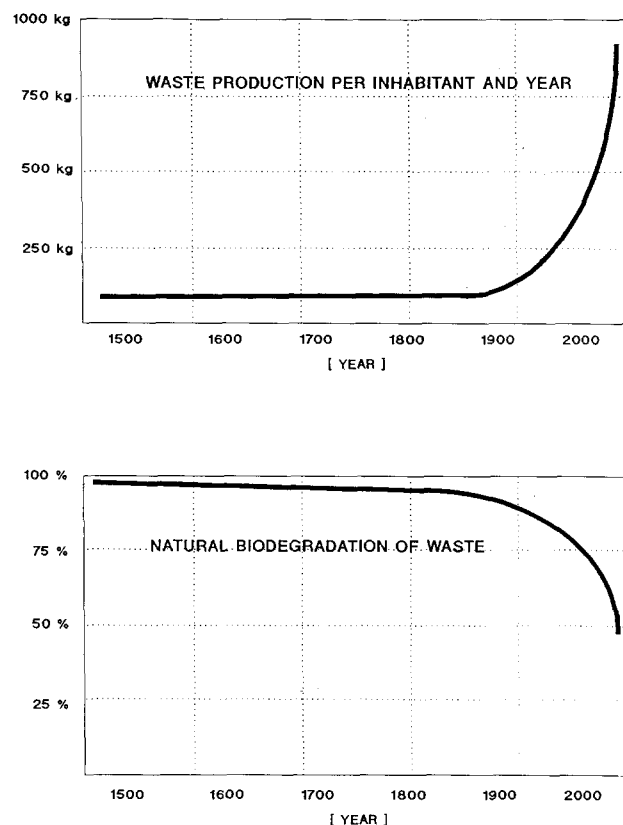 1000 kg
WASTE PRODUCTION PER INHABITANT AND YEAR
750 kg
500 kg
250 kg
1500 1600 1700 1800 1900 2000
[ YEAR ]
100 %
NATURAL BIODEGRADATION OF WASTE
75 %
50 %
25 %
1500 1600 1700 1800 1900 2000
[ YEAR ]